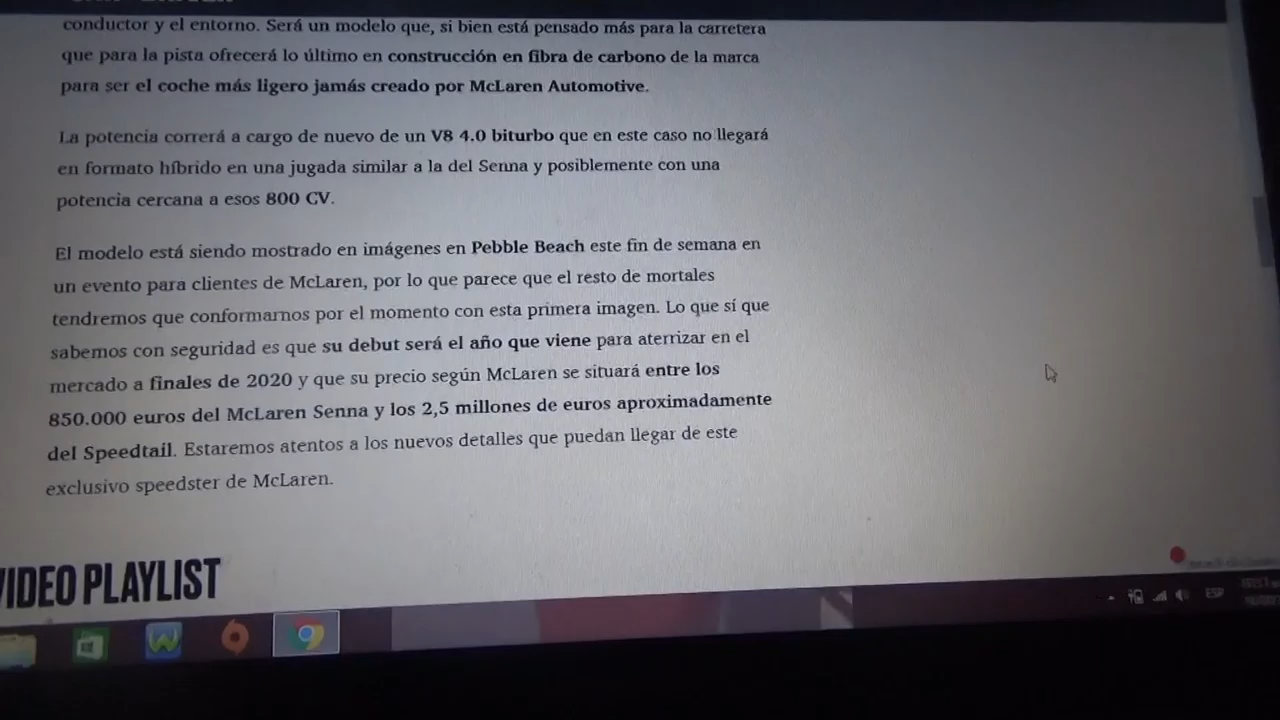 conductor y el entorno. Será un modelo que, si bien está pensado más para la carretera
que para la pista ofrecerá lo último en construcción en fibra de carbono de la marca
para ser el coche más ligero jamás creado por McLaren Automotive.
La potencia correrá a cargo de nuevo de un V8 4.0 biturbo que en este caso no llegará
en formato híbrido en una jugada similar a la del Senna y posiblemente con una
potencia cercana a esos 800 CV.
El modelo está siendo mostrado en imágenes en Pebble Beach este fin de semana en
un evento para clientes de McLaren, por lo que parece que el resto de mortales
tendremos que conformarnos por el momento con esta primera imagen. Lo que sí que
sabemos con seguridad es que su debut será el año que viene para aterrizar en el
mercado a finales de 2020 y que su precio según McLaren se situará entre los
850.000 euros del McLaren Senna y los 2,5 millones de euros aproximadamente
del Speedtail. Estaremos atentos a los nuevos detalles que puedan llegar de este
exclusivo speedster de McLaren.
VIDEO PLAYLIST
ESP